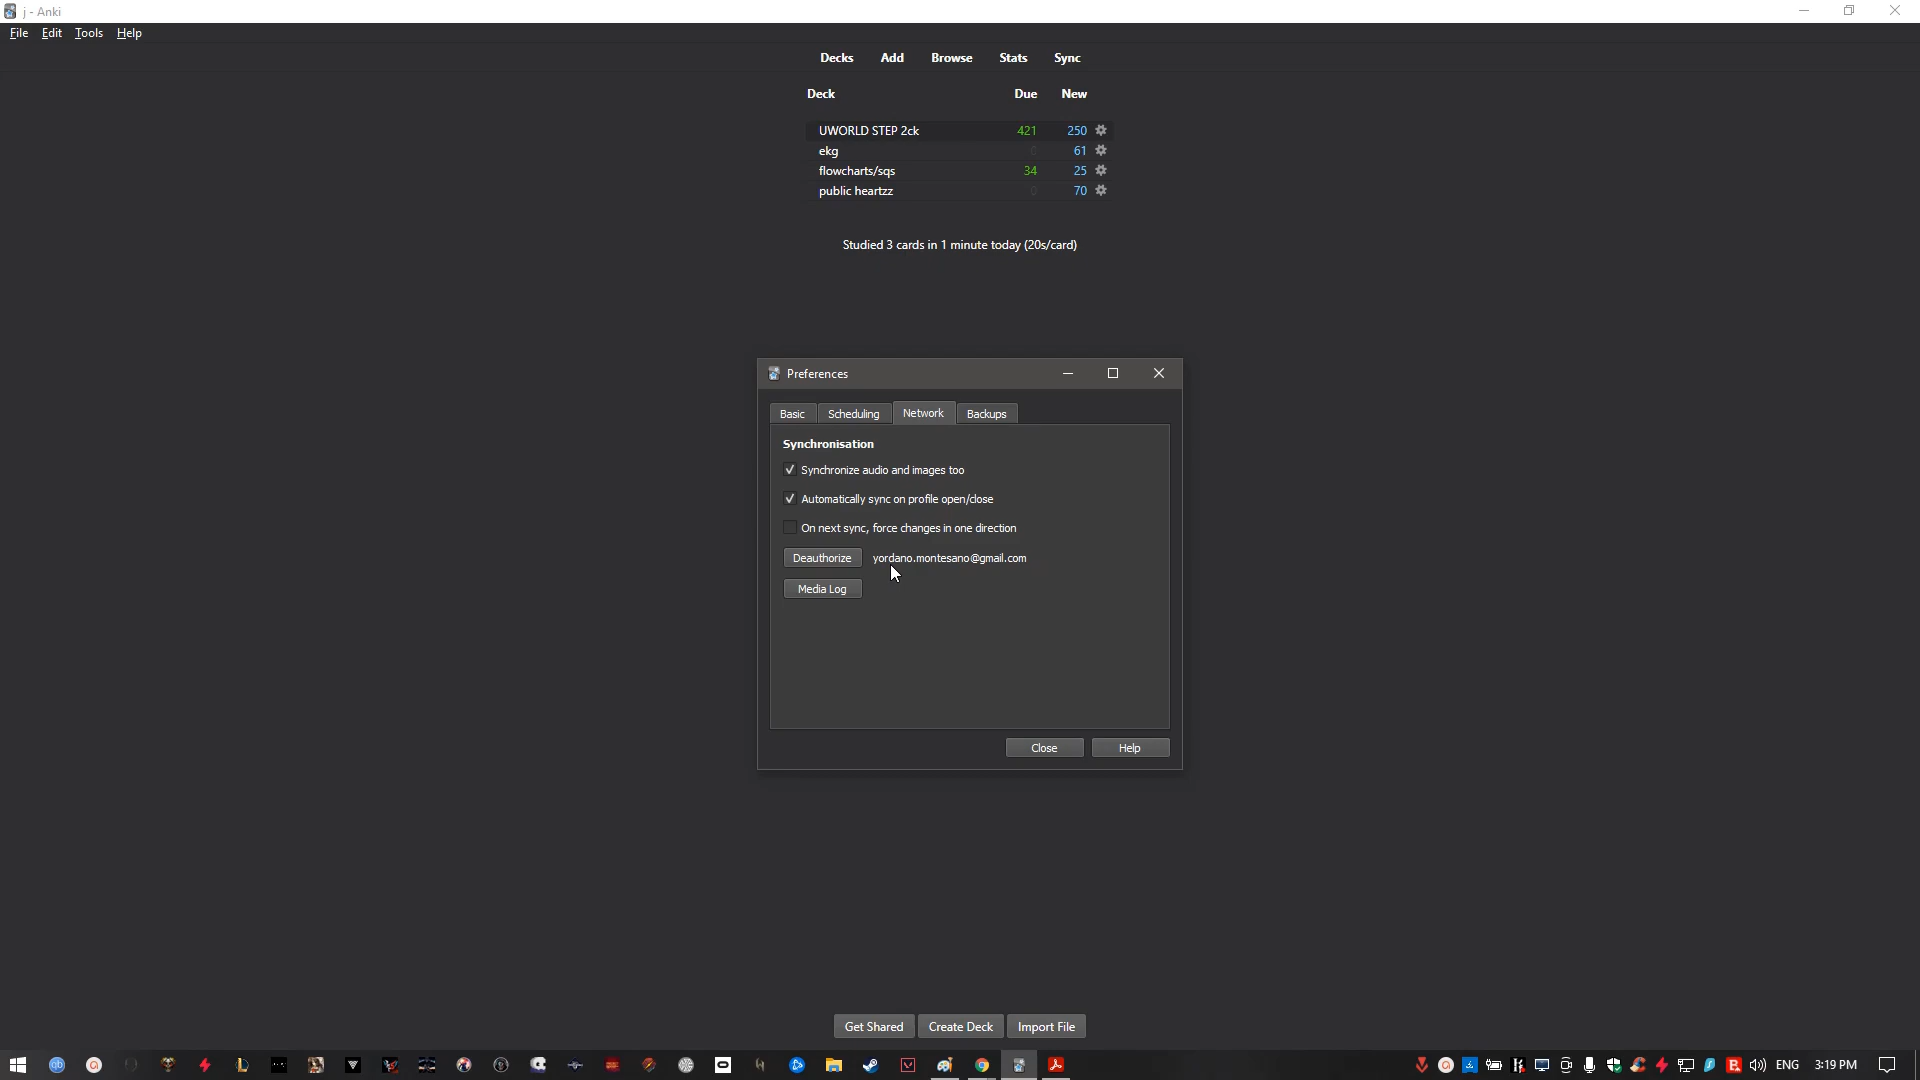 j - Anki
File Edit Tools Help
Decks Add Browse Stats Sync
Deck Due New
UWORLD STEP 2ck 421 250
ekg 0 61
flowcharts/sqs 34 25
public heartzz 0 70
Studied 3 cards in 1 minute today (20s/card)
Preferences
Basic Scheduling Network Backups
Synchronisation
Synchronize audio and images too
Automatically sync on profile open/close
On next sync, force changes in one direction
Deauthorize yordano.montesano@gmail.com
Media Log
Close Help
Get Shared Create Deck Import File
ENG 3:19 PM